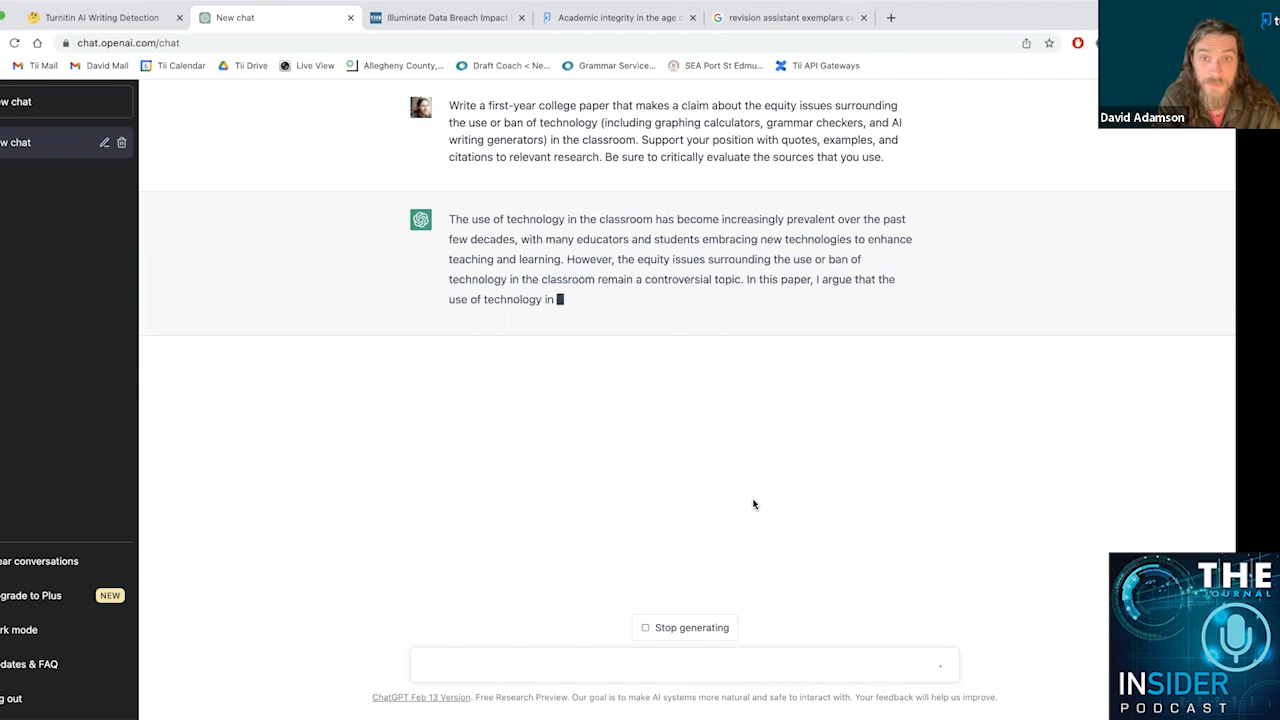 Turnitin AI Writing Detection
New chat
Illuminate Data Breach Impact
Academic integrity in the age
revision assistant exemplars
chat.openai.com/chat
Tii Mail
David Mail
Tii Calendar
Tii Drive
Live View
Allegheny County,...
Draft Coach < Ne...
Grammar Service...
SEA Port St Edmu...
Tii API Gateways
David Adamson
ew chat
ew chat
Write a first-year college paper that makes a claim about the equity issues surrounding
the use or ban of technology (including graphing calculators, grammar checkers, and AI
writing generators) in the classroom. Support your position with quotes, examples, and
citations to relevant research. Be sure to critically evaluate the sources that you use.
The use of technology in the classroom has become increasingly prevalent over the past
few decades, with many educators and students embracing new technologies to enhance
teaching and learning. However, the equity issues surrounding the use or ban of
technology in the classroom remain a controversial topic. In this paper, I argue that the
use of technology in
ear conversations
grade to Plus
NEW
rk mode
dates & FAQ
g out
Stop generating
ChatGPT Feb 13 Version. Free Research Preview. Our goal is to make AI systems more natural and safe to interact with. Your feedback will help us improve.
THE
JOURNAL
INSIDER
PODCAST